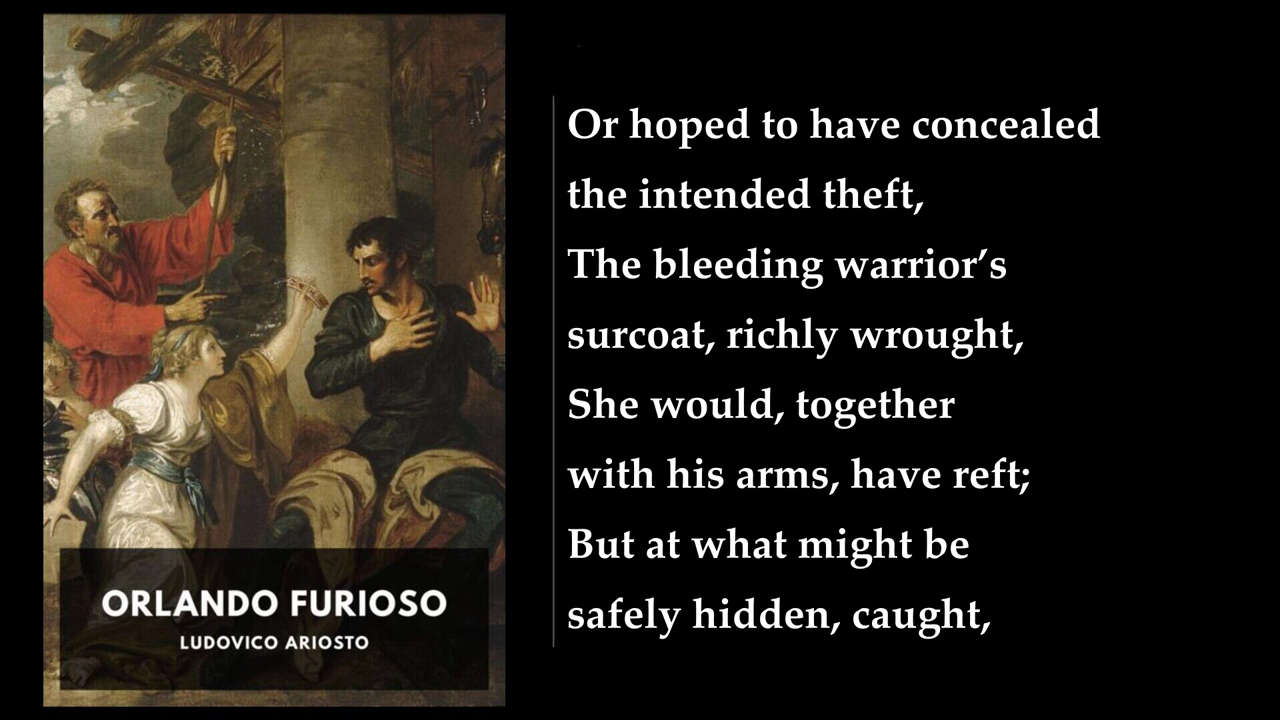 ORLANDO FURIOSO
LUDOVICO ARIOSTO
Or hoped to have concealed
the intended theft,
The bleeding warrior’s
surcoat, richly wrought,
She would, together
with his arms, have reft;
But at what might be
safely hidden, caught,